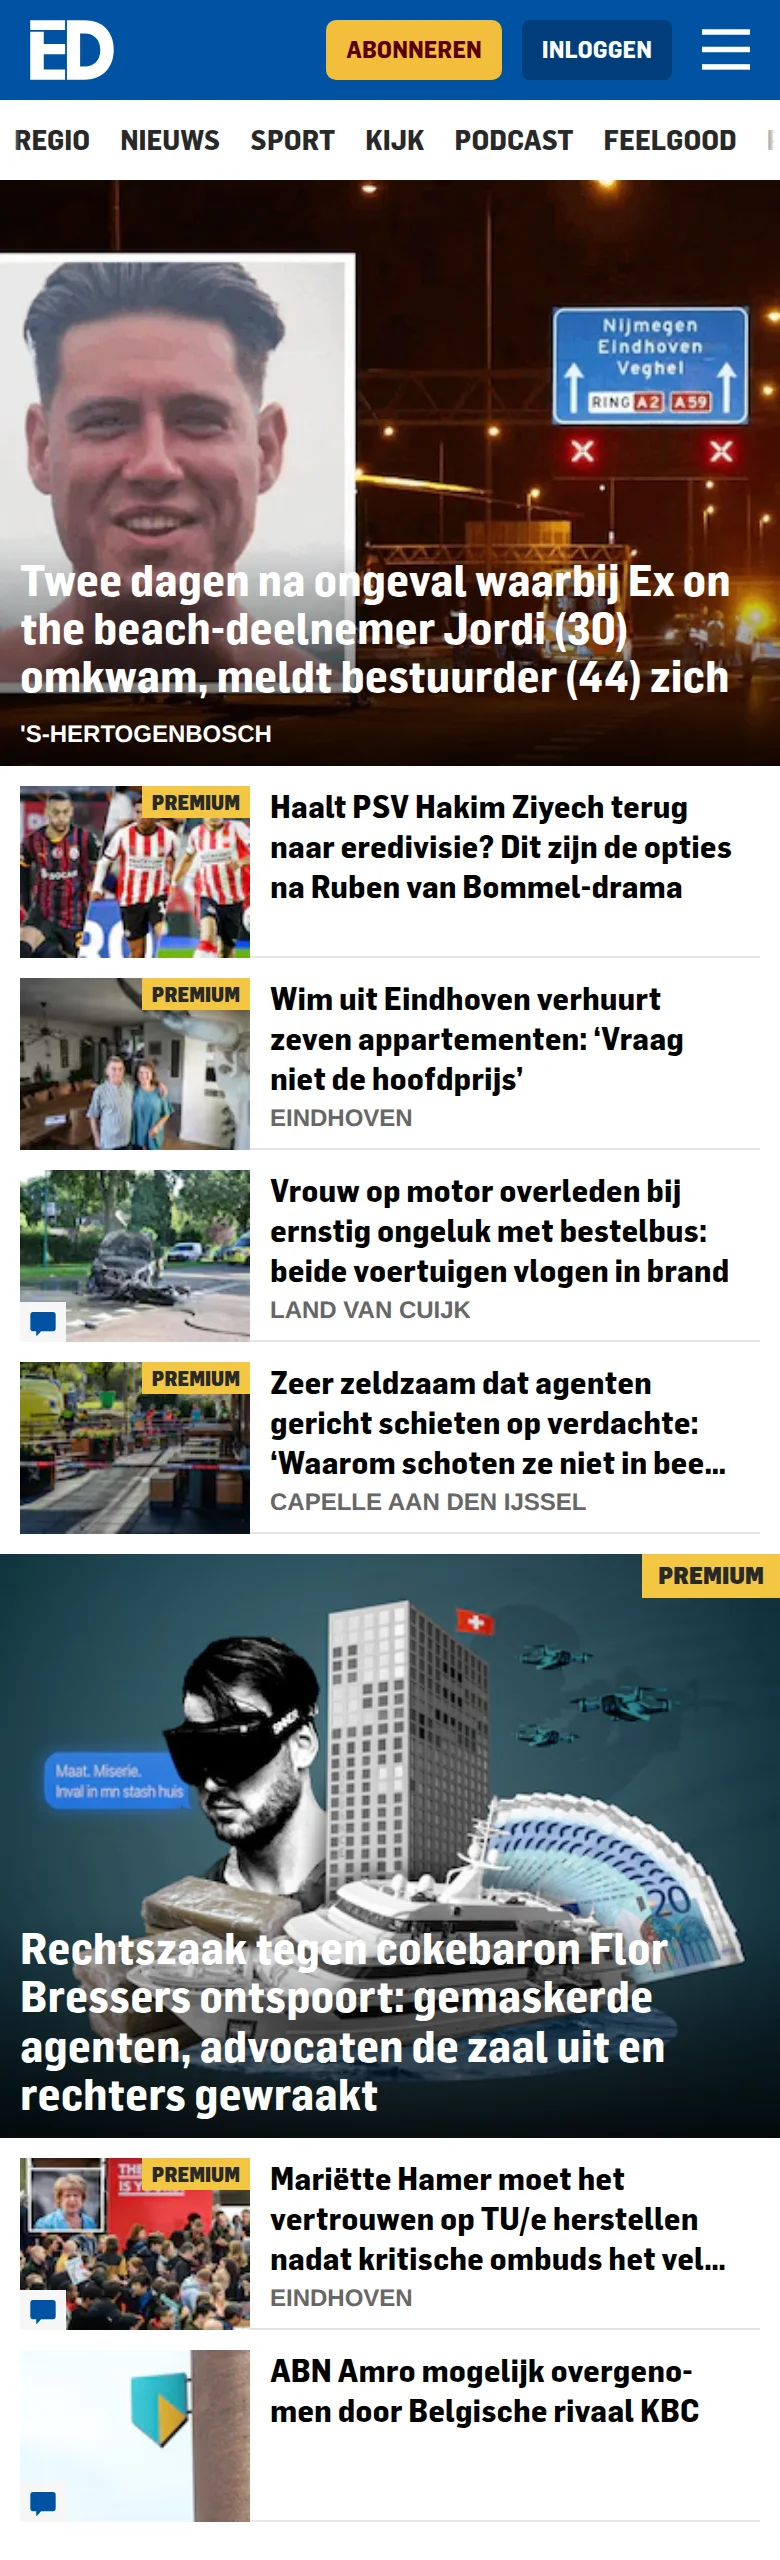 ED
ABONNEREN
INLOGGEN
REGIO NIEUWS SPORT KIJK PODCAST FEELGOOD
Nijmegen
Eindhoven
Veghel
RING A2 A59
Twee dagen na ongeval waarbij Ex on
the beach-deelnemer Jordi (30)
omkwam, meldt bestuurder (44) zich
'S-HERTOGENBOSCH
PREMIUM
Haalt PSV Hakim Ziyech terug
naar eredivisie? Dit zijn de opties
na Ruben van Bommel-drama
PREMIUM
Wim uit Eindhoven verhuurt
zeven appartementen: ‘Vraag
niet de hoofdprijs’
EINDHOVEN
Vrouw op motor overleden bij
ernstig ongeluk met bestelbus:
beide voertuigen vlogen in brand
LAND VAN CUIJK
PREMIUM
Zeer zeldzaam dat agenten
gericht schieten op verdachte:
‘Waarom schoten ze niet in bee...
CAPELLE AAN DEN IJSSEL
PREMIUM
Maat. Miserie.
Inval in mn stash huis
20
Rechtszaak tegen cokebaron Flor
Bressers ontspoort: gemaskerde
agenten, advocaten de zaal uit en
rechters gewraakt
PREMIUM
Mariëtte Hamer moet het
vertrouwen op TU/e herstellen
nadat kritische ombuds het vel...
EINDHOVEN
ABN Amro mogelijk overgeno-
men door Belgische rivaal KBC